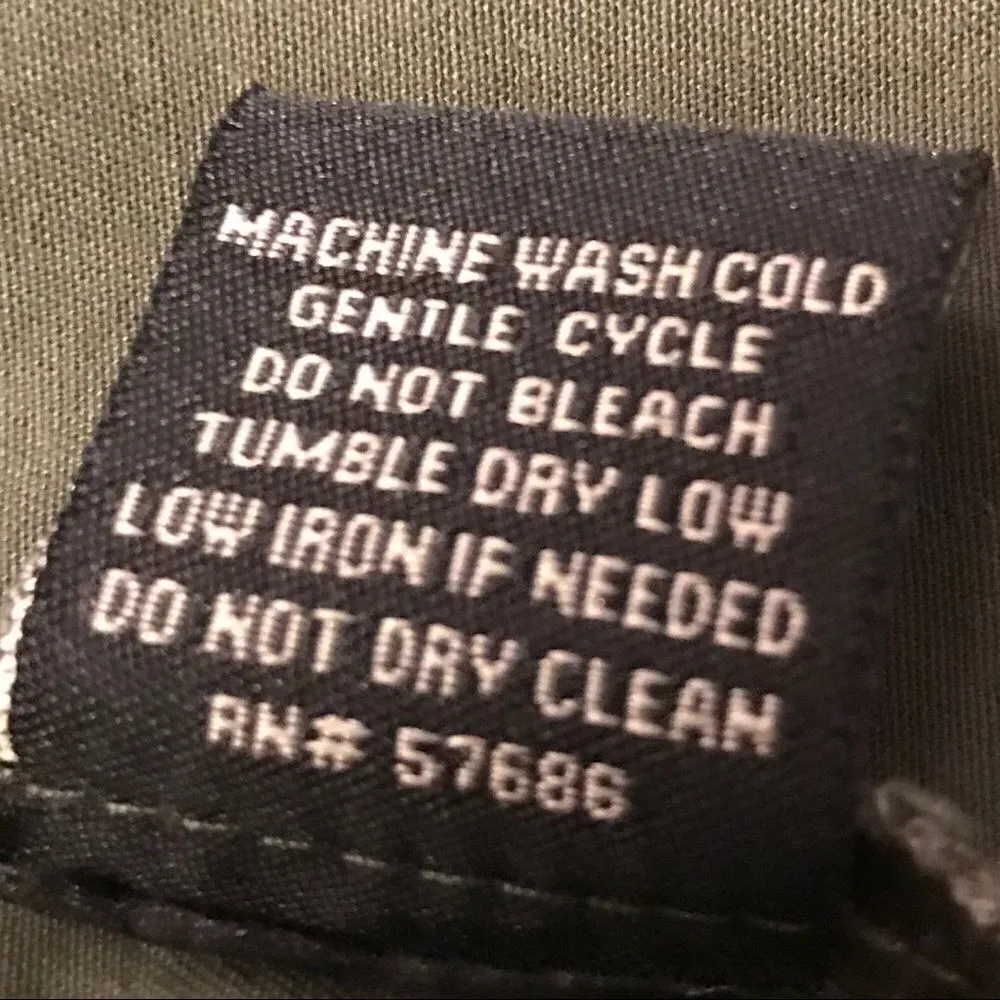 MACHINE WASH COLD
GENTLE CYCLE
DO NOT BLEACH
TUMBLE DRY LOW
LOW IRON IF NEEDED
DO NOT DRY CLEAN
RN# 57686